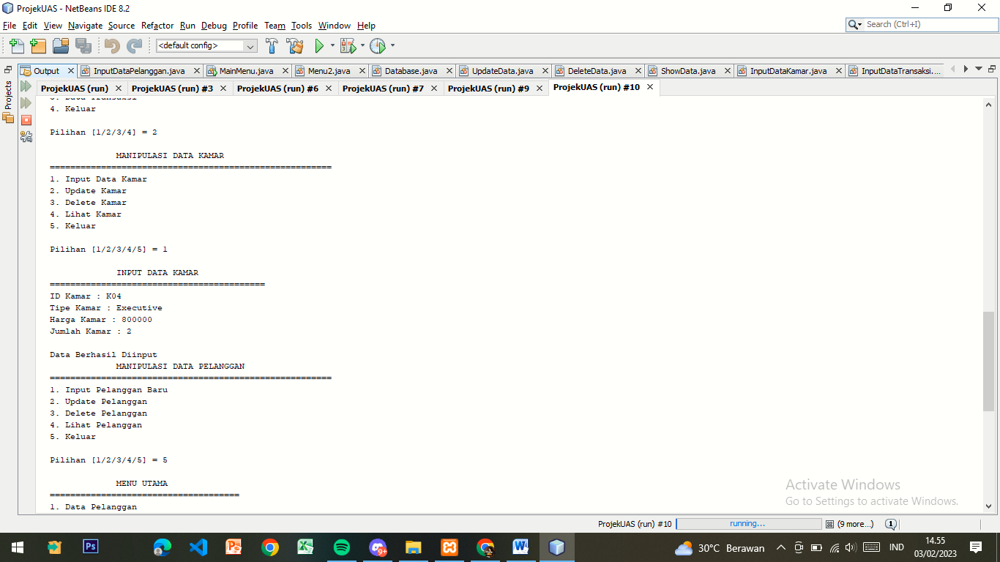 ProjekUAS - NetBeans IDE 8.2
File Edit View Navigate Source Refactor Run Debug Profile Team Tools Window Help
Search (Ctrl+I)
<default config>
Output InputDataPelanggan.java MainMenu.java Menu2.java Database.java UpdateData.java DeleteData.java ShowData.java InputDataKamar.java InputDataTransaksi....
Projects
ProjekUAS (run) ProjekUAS (run) #3 ProjekUAS (run) #6 ProjekUAS (run) #7 ProjekUAS (run) #9 ProjekUAS (run) #10
3. Data Transaksi
4. Keluar
Pilihan [1/2/3/4] = 2
MANIPULASI DATA KAMAR
=======================================================
1. Input Data Kamar
2. Update Kamar
3. Delete Kamar
4. Lihat Kamar
5. Keluar
Pilihan [1/2/3/4/5] = 1
INPUT DATA KAMAR
==========================================
ID Kamar : K04
Tipe Kamar : Executive
Harga Kamar : 800000
Jumlah Kamar : 2
Data Berhasil Diinput
MANIPULASI DATA PELANGGAN
=======================================================
1. Input Pelanggan Baru
2. Update Pelanggan
3. Delete Pelanggan
4. Lihat Pelanggan
5. Keluar
Pilihan [1/2/3/4/5] = 5
MENU UTAMA
=====================================
1. Data Pelanggan
Activate Windows
Go to Settings to activate Windows.
ProjekUAS (run) #10 running... (9 more...) 1
Ps 9+ 30°C Berawan IND 14.55
03/02/2023